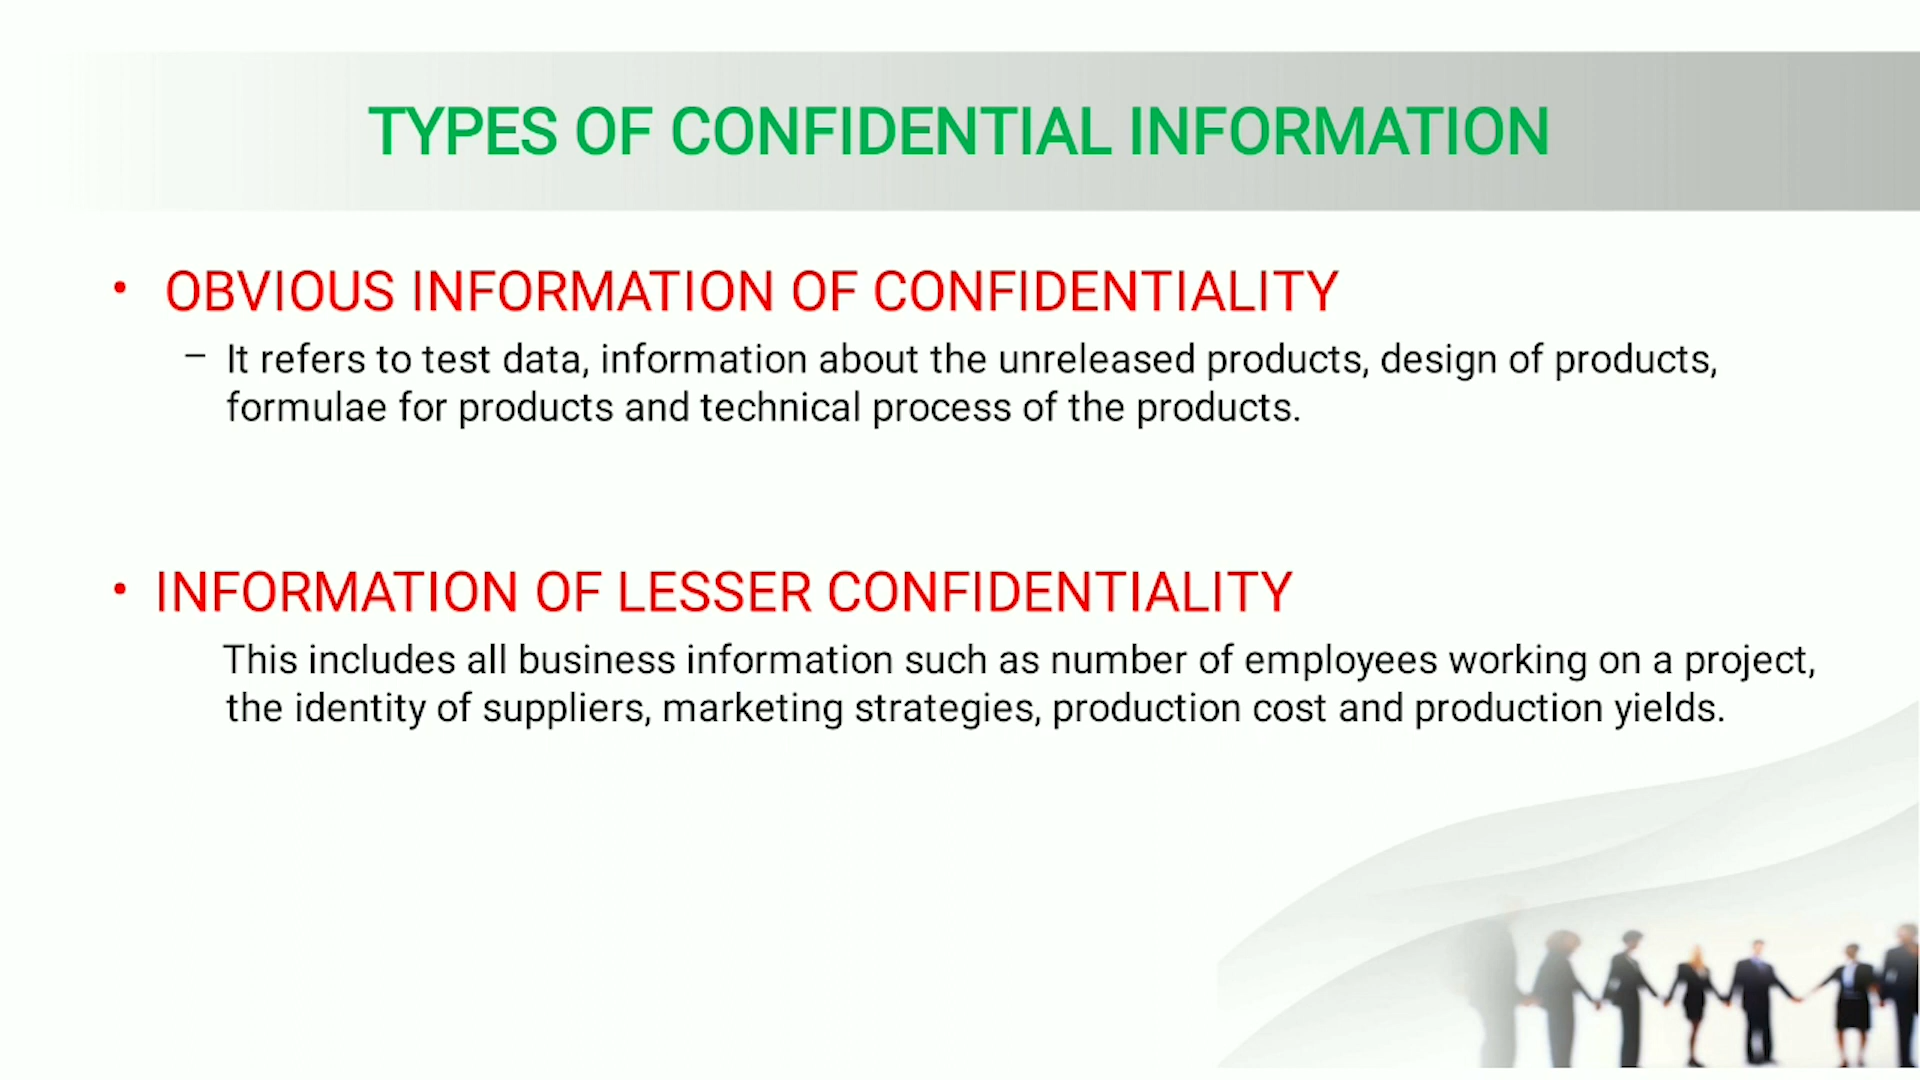 TYPES OF CONFIDENTIAL INFORMATION
• OBVIOUS INFORMATION OF CONFIDENTIALITY
– It refers to test data, information about the unreleased products, design of products,
formulae for products and technical process of the products.
• INFORMATION OF LESSER CONFIDENTIALITY
This includes all business information such as number of employees working on a project,
the identity of suppliers, marketing strategies, production cost and production yields.